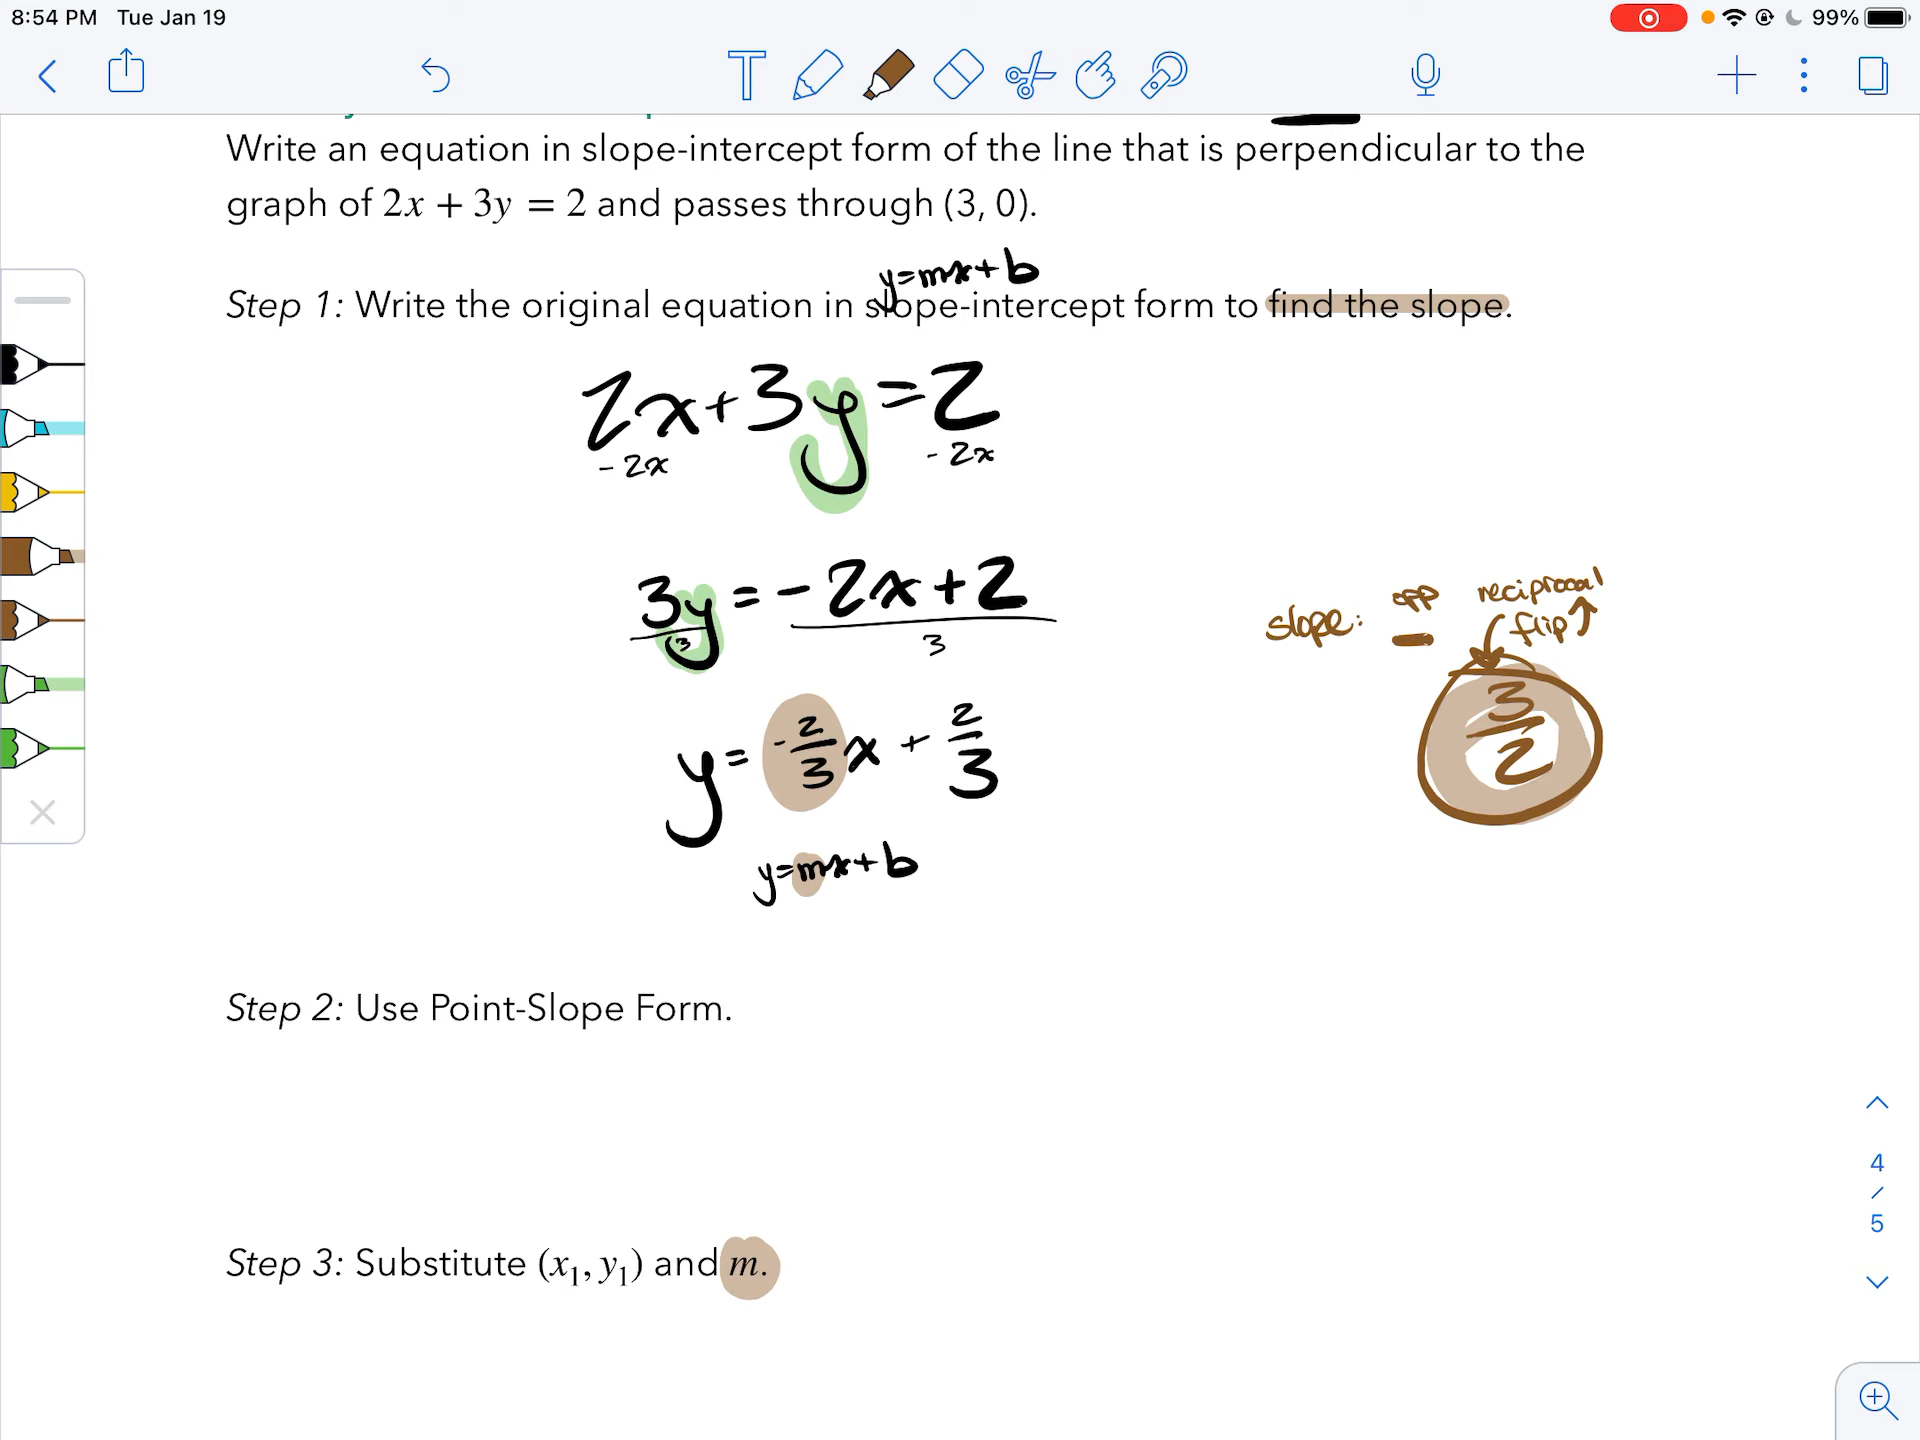 8:54 PM Tue Jan 19
99%
Write an equation in slope-intercept form of the line that is perpendicular to the
graph of 2x + 3y = 2 and passes through (3, 0).
y=mx+b
Step 1: Write the original equation in slope-intercept form to find the slope.
2x+3y=2
-2x -2x
3y=-2x+2
3 3
slope: opp reciprocal
flip
y=-2/3x + 2/3
3/2
y=mx+b
Step 2: Use Point-Slope Form.
4
/
5
Step 3: Substitute (x₁, y₁) and m.